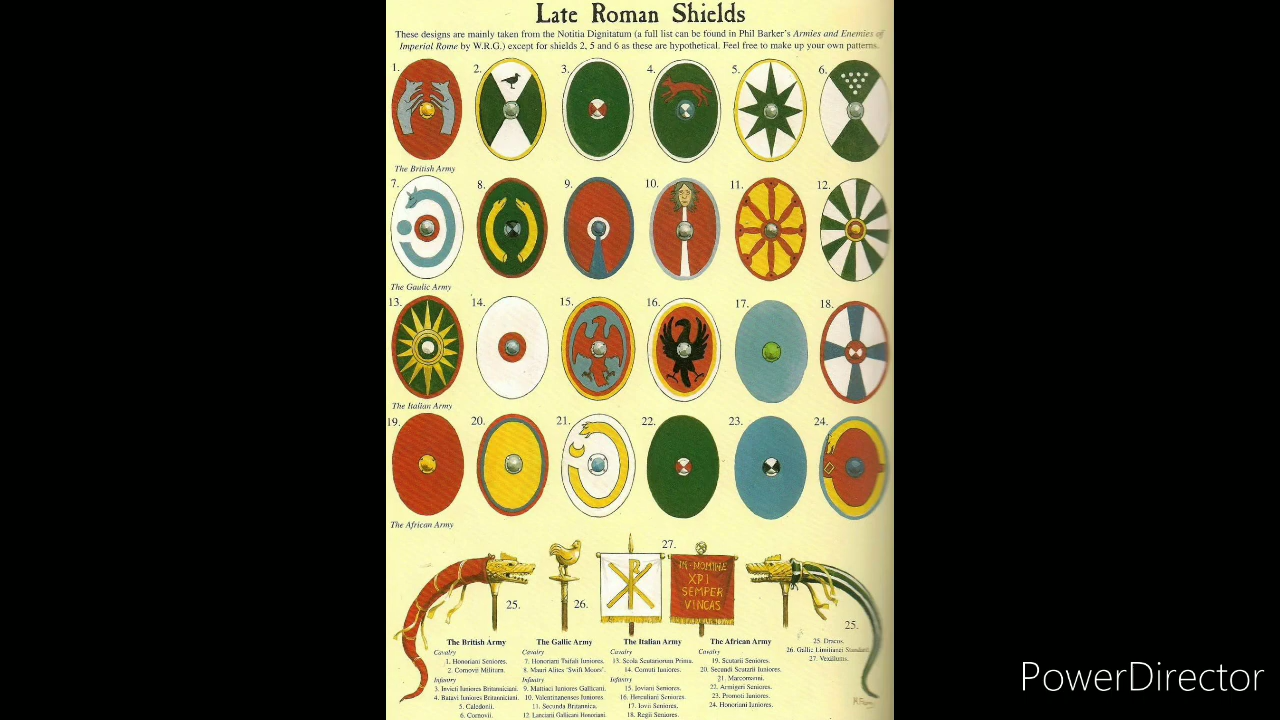 Late Roman Shields
These designs are mainly taken from the Notitia Dignitatum (a full list can be found in Phil Barker's Armies and Enemies of
Imperial Rome by W.R.G.) except for shields 2, 5 and 6 as these are hypothetical. Feel free to make up your own patterns.
1. 2. 3. 4. 5. 6.
The British Army
7. 8. 9. 10. 11. 12.
The Gaulic Army
13. 14. 15. 16. 17. 18.
The Italian Army
19. 20. 21. 22. 23. 24.
The African Army
27.
IN·NOMINE
XPI
SEMPER
VINCAS
25. 26. 25.
The British Army
Cavalry
1. Honoriani Seniores.
2. Cornovii Militum.
Infantry
3. Invicti Iuniores Britanniciani.
4. Batavi Iuniores Britanniciani.
5. Caledonii.
6. Cornovii.
The Gallic Army
Cavalry
7. Honoriani Taifali Iuniores.
8. Mauri Alites 'Swift Moors'.
Infantry
9. Mattiaci Iuniores Gallicani.
10. Valentinanenses Iuniores
11. Secunda Britannica.
12. Lanciarii Gallicani Honoriani.
The Italian Army
Cavalry
13. Scola Scutariorum Prima.
14. Cornuti Iuniores.
Infantry
15. Ioviani Seniores.
16. Herculiani Seniores.
17. Iovii Seniores.
18. Regii Seniores.
The African Army
Cavalry
19. Scutarii Seniores.
20. Secundi Scutarii Iuniores.
21. Marcomanni.
22. Armigeri Seniores.
23. Promoti Iuniores.
24. Honoriani Iuniores.
25. Dracos.
26. Gallic Limitanei Standard.
27. Vexillums.
PowerDirector